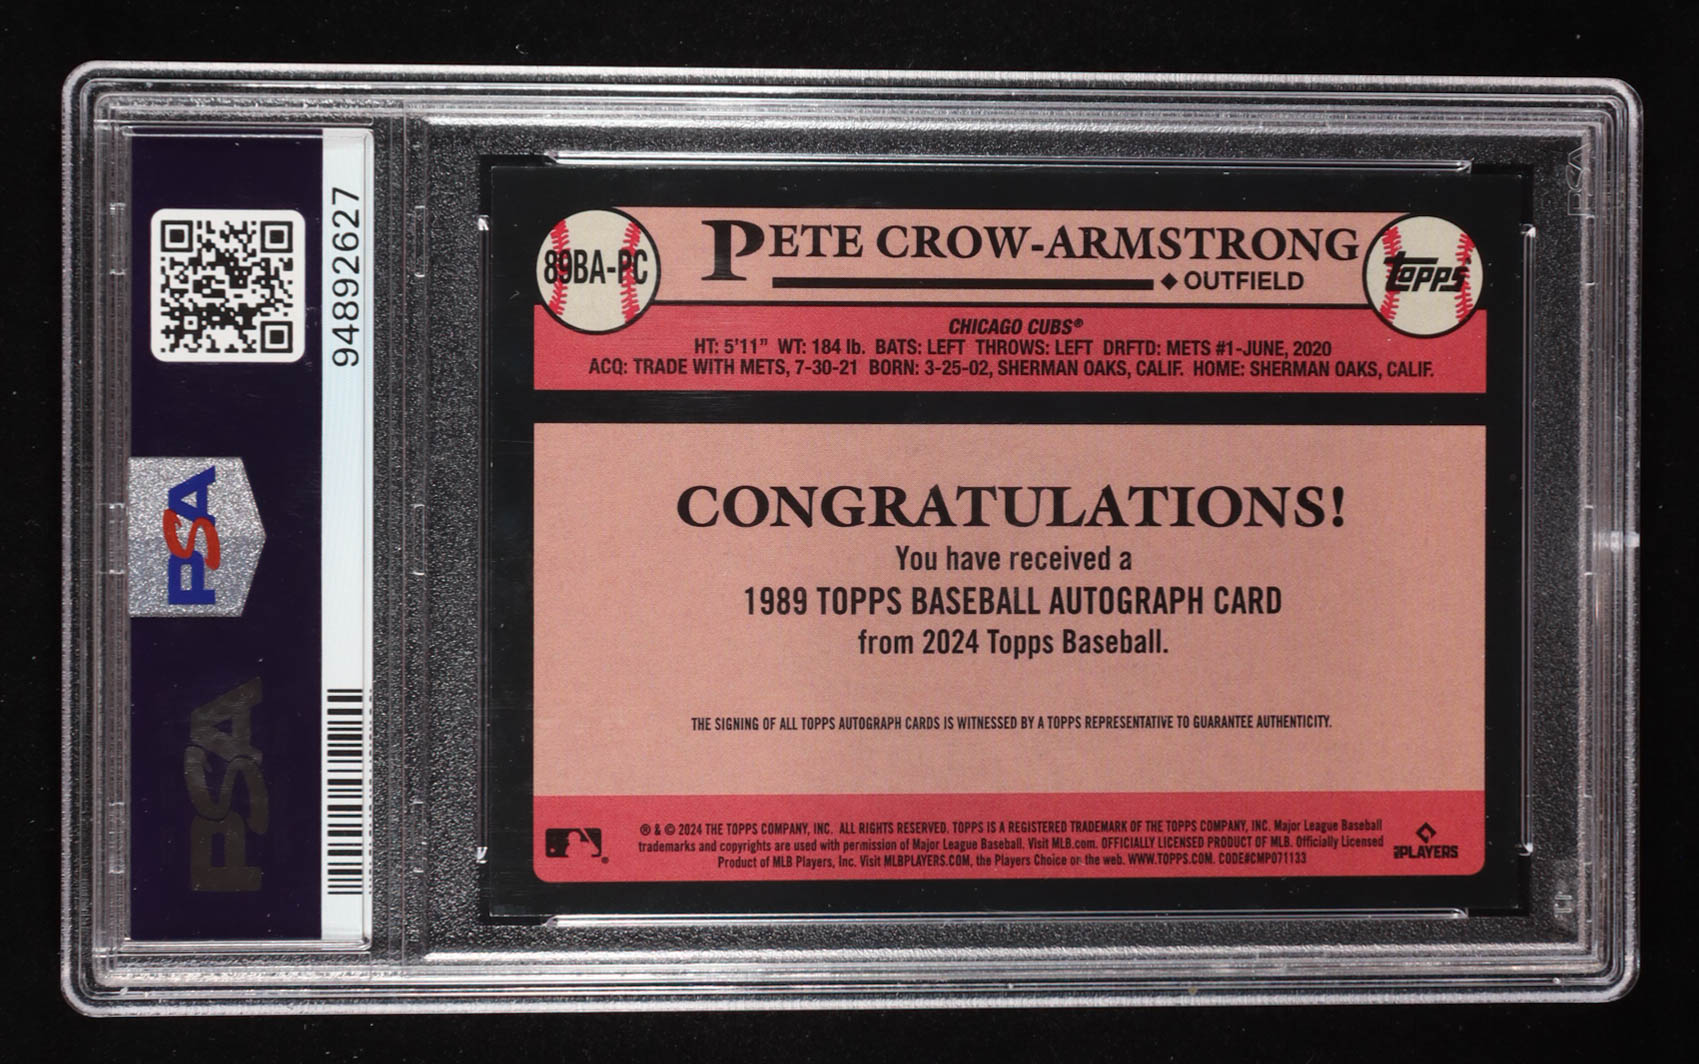 94892627
PSA
PSA
89BA-PC
PETE CROW-ARMSTRONG
OUTFIELD
topps
CHICAGO CUBS®
HT: 5'11" WT: 184 lb. BATS: LEFT THROWS: LEFT DRFTD: METS #1-JUNE, 2020
ACQ: TRADE WITH METS, 7-30-21 BORN: 3-25-02, SHERMAN OAKS, CALIF. HOME: SHERMAN OAKS, CALIF.
CONGRATULATIONS!
You have received a
1989 TOPPS BASEBALL AUTOGRAPH CARD
from 2024 Topps Baseball.
THE SIGNING OF ALL TOPPS AUTOGRAPH CARDS IS WITNESSED BY A TOPPS REPRESENTATIVE TO GUARANTEE AUTHENTICITY.
® & © 2024 THE TOPPS COMPANY, INC. ALL RIGHTS RESERVED. TOPPS IS A REGISTERED TRADEMARK OF THE TOPPS COMPANY, INC. Major League Baseball
trademarks and copyrights are used with permission of Major League Baseball. Visit MLB.com. OFFICIALLY LICENSED PRODUCT OF MLB. Officially Licensed
Product of MLB Players, Inc. Visit MLBPLAYERS.COM, the Players Choice on the web. WWW.TOPPS.COM. CODE#CMP071133
MLBPLAYERS
PSA